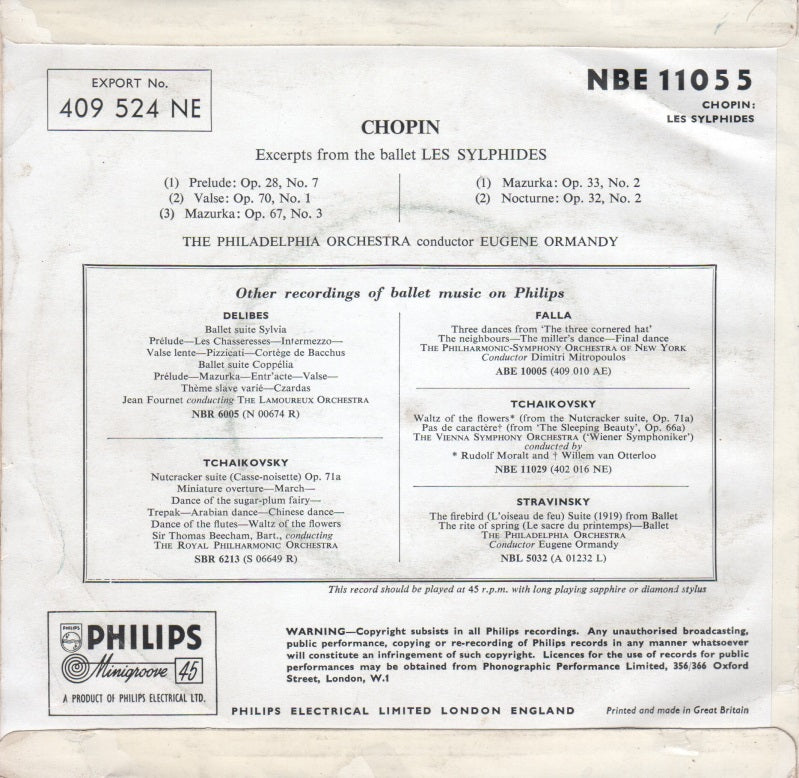 EXPORT No.
409 524 NE
NBE 11055
CHOPIN:
LES SYLPHIDES
CHOPIN
Excerpts from the ballet LES SYLPHIDES
(1) Prelude: Op. 28, No. 7
(2) Valse: Op. 70, No. 1
(3) Mazurka: Op. 67, No. 3
(1) Mazurka: Op. 33, No. 2
(2) Nocturne: Op. 32, No. 2
THE PHILADELPHIA ORCHESTRA conductor EUGENE ORMANDY
Other recordings of ballet music on Philips
DELIBES
Ballet suite Sylvia
Prélude—Les Chasseresses—Intermezzo—
Valse lente—Pizzicati—Cortège de Bacchus
Ballet suite Coppélia
Prélude—Mazurka—Entr'acte—Valse—
Thème slave varié—Czardas
Jean Fournet conducting THE LAMOUREUX ORCHESTRA
NBR 6005 (N 00674 R)
TCHAIKOVSKY
Nutcracker suite (Casse-noisette) Op. 71a
Miniature overture—March—
Dance of the sugar-plum fairy—
Trepak—Arabian dance—Chinese dance—
Dance of the flutes—Waltz of the flowers
Sir Thomas Beecham, Bart., conducting
THE ROYAL PHILHARMONIC ORCHESTRA
SBR 6213 (S 06649 R)
FALLA
Three dances from 'The three cornered hat'
The neighbours—The miller's dance—Final dance
THE PHILHARMONIC-SYMPHONY ORCHESTRA OF NEW YORK
Conductor Dimitri Mitropoulos
ABE 10005 (409 010 AE)
TCHAIKOVSKY
Waltz of the flowers* (from the Nutcracker suite, Op. 71a)
Pas de caractère† (from 'The Sleeping Beauty', Op. 66a)
THE VIENNA SYMPHONY ORCHESTRA ('Wiener Symphoniker')
conducted by
* Rudolf Moralt and † Willem van Otterloo
NBE 11029 (402 016 NE)
STRAVINSKY
The firebird (L'oiseau de feu) Suite (1919) from Ballet
The rite of spring (Le sacre du printemps)—Ballet
THE PHILADELPHIA ORCHESTRA
Conductor Eugene Ormandy
NBL 5032 (A 01232 L)
This record should be played at 45 r.p.m. with long playing sapphire or diamond stylus
PHILIPS
Minigroove 45
A PRODUCT OF PHILIPS ELECTRICAL LTD.
WARNING—Copyright subsists in all Philips recordings. Any unauthorised broadcasting,
public performance, copying or re-recording of Philips records in any manner whatsoever
will constitute an infringement of such copyright. Licences for the use of records for public
performances may be obtained from Phonographic Performance Limited, 356/366 Oxford
Street, London, W.1
PHILIPS ELECTRICAL LIMITED LONDON ENGLAND
Printed and made in Great Britain